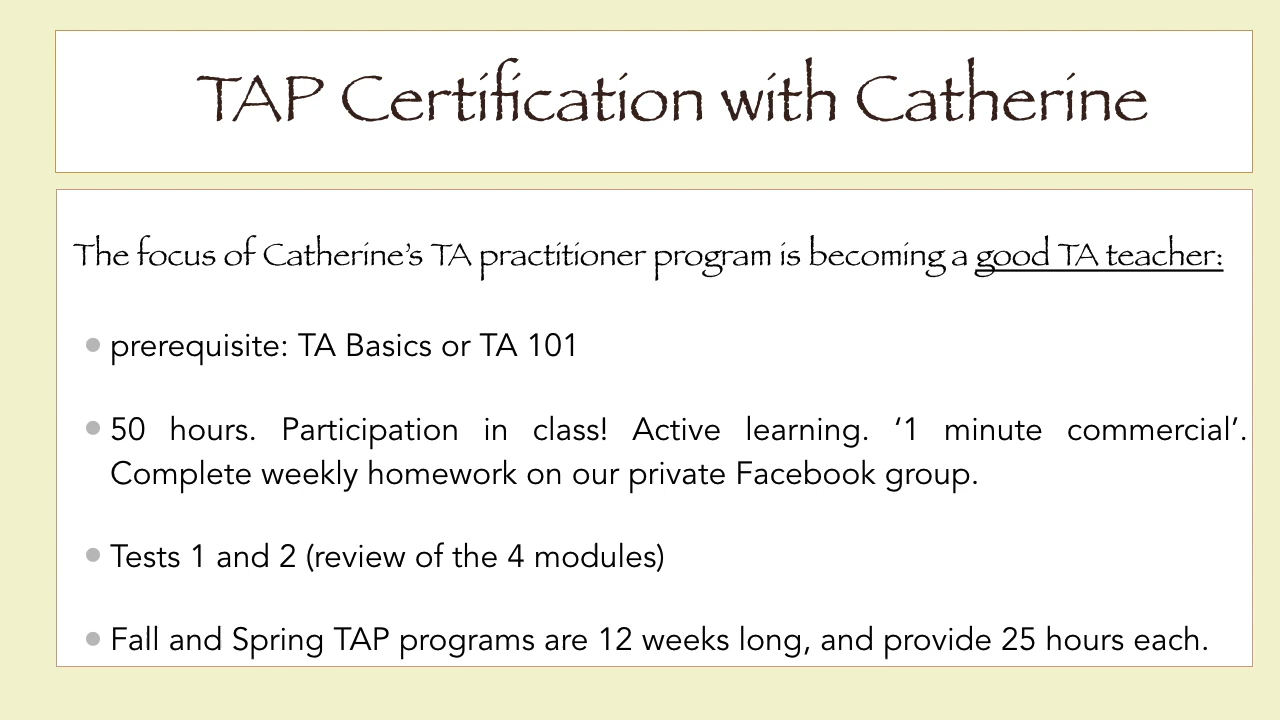 TAP Certification with Catherine
The focus of Catherine’s TA practitioner program is becoming a good TA teacher:
prerequisite: TA Basics or TA 101
50 hours. Participation in class! Active learning. ‘1 minute commercial’.
Complete weekly homework on our private Facebook group.
Tests 1 and 2 (review of the 4 modules)
Fall and Spring TAP programs are 12 weeks long, and provide 25 hours each.